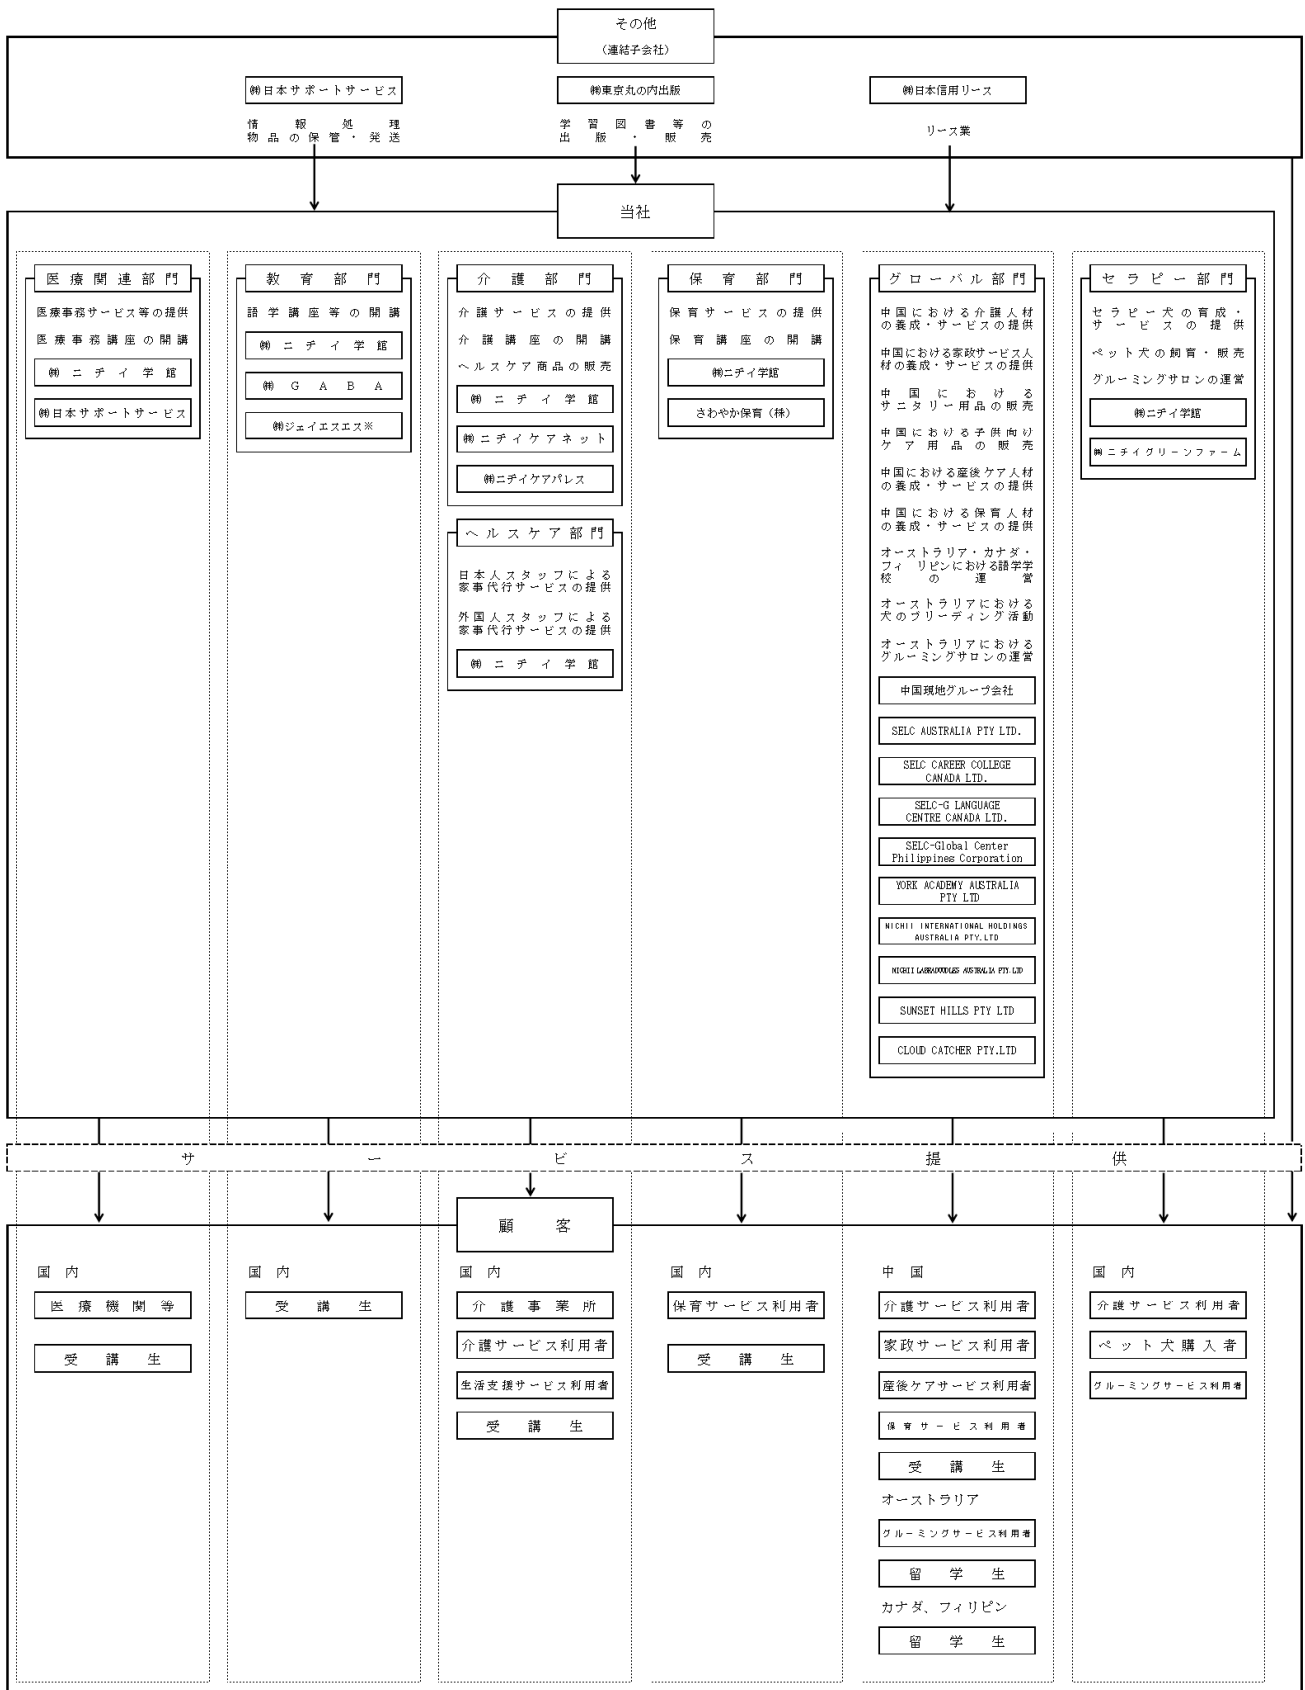 その他
（連結子会社）
㈱日本サポートサービス
情報処理
物品の保管・発送
㈱東京丸の内出版
学習図書等の
出版・販売
㈱日本信用リース
リース業
当社
医療関連部門
医療事務サービス等の提供
医療事務講座の開講
㈱ニチイ学館
㈱日本サポートサービス
教育部門
語学講座等の開講
㈱ニチイ学館
㈱GABA
㈱ジェイエスエス※
介護部門
介護サービスの提供
介護講座の開講
ヘルスケア商品の販売
㈱ニチイ学館
㈱ニチイケアネット
㈱ニチイケアパレス
ヘルスケア部門
日本人スタッフによる
家事代行サービスの提供
外国人スタッフによる
家事代行サービスの提供
㈱ニチイ学館
保育部門
保育サービスの提供
保育講座の開講
㈱ニチイ学館
さわやか保育（株）
グローバル部門
中国における介護人材
の養成・サービスの提供
中国における家政サービス人
材の養成・サービスの提供
中国における
サニタリー用品の販売
中国における子供向け
ケア用品の販売
中国における産後ケア人材
の養成・サービスの提供
中国における保育人材
の養成・サービスの提供
オーストラリア・カナダ・
フィリピンにおける語学学
校の運営
オーストラリアにおける
犬のブリーディング活動
オーストラリアにおける
グルーミングサロンの運営
中国現地グループ会社
SELC AUSTRALIA PTY LTD.
SELC CAREER COLLEGE
CANADA LTD.
SELC-G LANGUAGE
CENTRE CANADA LTD.
SELC-Global Center
Philippines Corporation
YORK ACADEMY AUSTRALIA
PTY LTD
NICHII INTERNATIONAL HOLDINGS
AUSTRALIA PTY.LTD
NICHII LABRADOODLES AUSTRALIA PTY.LTD
SUNSET HILLS PTY LTD
CLOUD CATCHER PTY.LTD
セラピー部門
セラピー犬の育成・
サービスの提供
ペット犬の飼育・販売
グルーミングサロンの運営
㈱ニチイ学館
㈱ニチイグリーンファーム
サービス提供
顧客
国内
医療機関等
受講生
国内
受講生
国内
介護事業所
介護サービス利用者
生活支援サービス利用者
受講生
国内
保育サービス利用者
受講生
中国
介護サービス利用者
家政サービス利用者
産後ケアサービス利用者
保育サービス利用者
受講生
オーストラリア
グルーミングサービス利用者
留学生
カナダ、フィリピン
留学生
国内
介護サービス利用者
ペット犬購入者
グルーミングサービス利用者